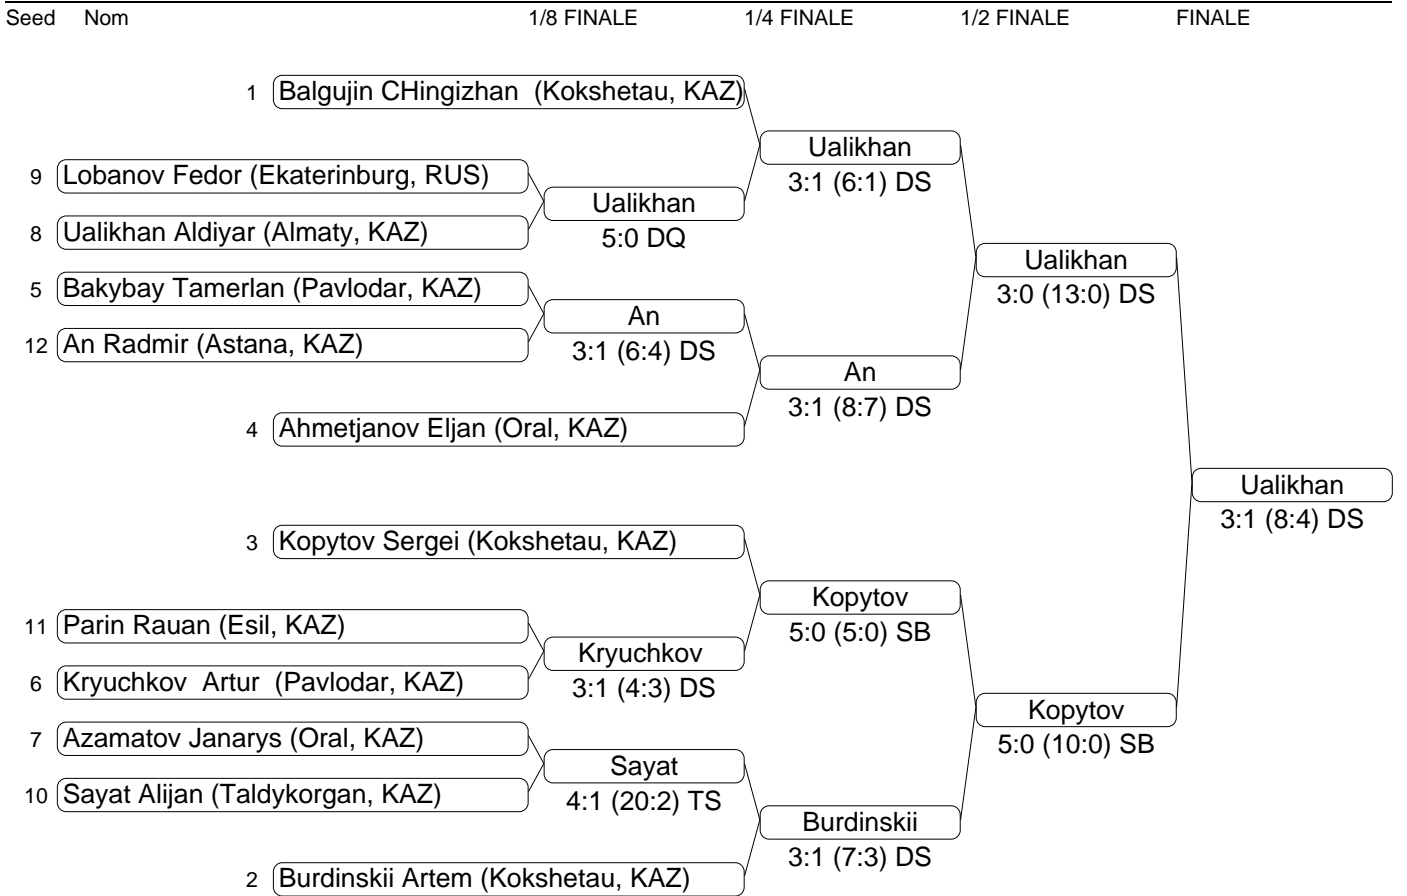 Seed Nom 1/8 FINALE 1/4 FINALE 1/2 FINALE FINALE
1 Balgujin CHingizhan (Kokshetau, KAZ)
Ualikhan
9 Lobanov Fedor (Ekaterinburg, RUS)
3:1 (6:1) DS
Ualikhan
8 Ualikhan Aldiyar (Almaty, KAZ)
5:0 DQ
Ualikhan
5 Bakybay Tamerlan (Pavlodar, KAZ)
3:0 (13:0) DS
An
12 An Radmir (Astana, KAZ)
3:1 (6:4) DS
An
3:1 (8:7) DS
4 Ahmetjanov Eljan (Oral, KAZ)
Ualikhan
3:1 (8:4) DS
3 Kopytov Sergei (Kokshetau, KAZ)
Kopytov
11 Parin Rauan (Esil, KAZ)
5:0 (5:0) SB
Kryuchkov
6 Kryuchkov Artur (Pavlodar, KAZ)
3:1 (4:3) DS
Kopytov
7 Azamatov Janarys (Oral, KAZ)
5:0 (10:0) SB
Sayat
10 Sayat Alijan (Taldykorgan, KAZ)
4:1 (20:2) TS
Burdinskii
3:1 (7:3) DS
2 Burdinskii Artem (Kokshetau, KAZ)